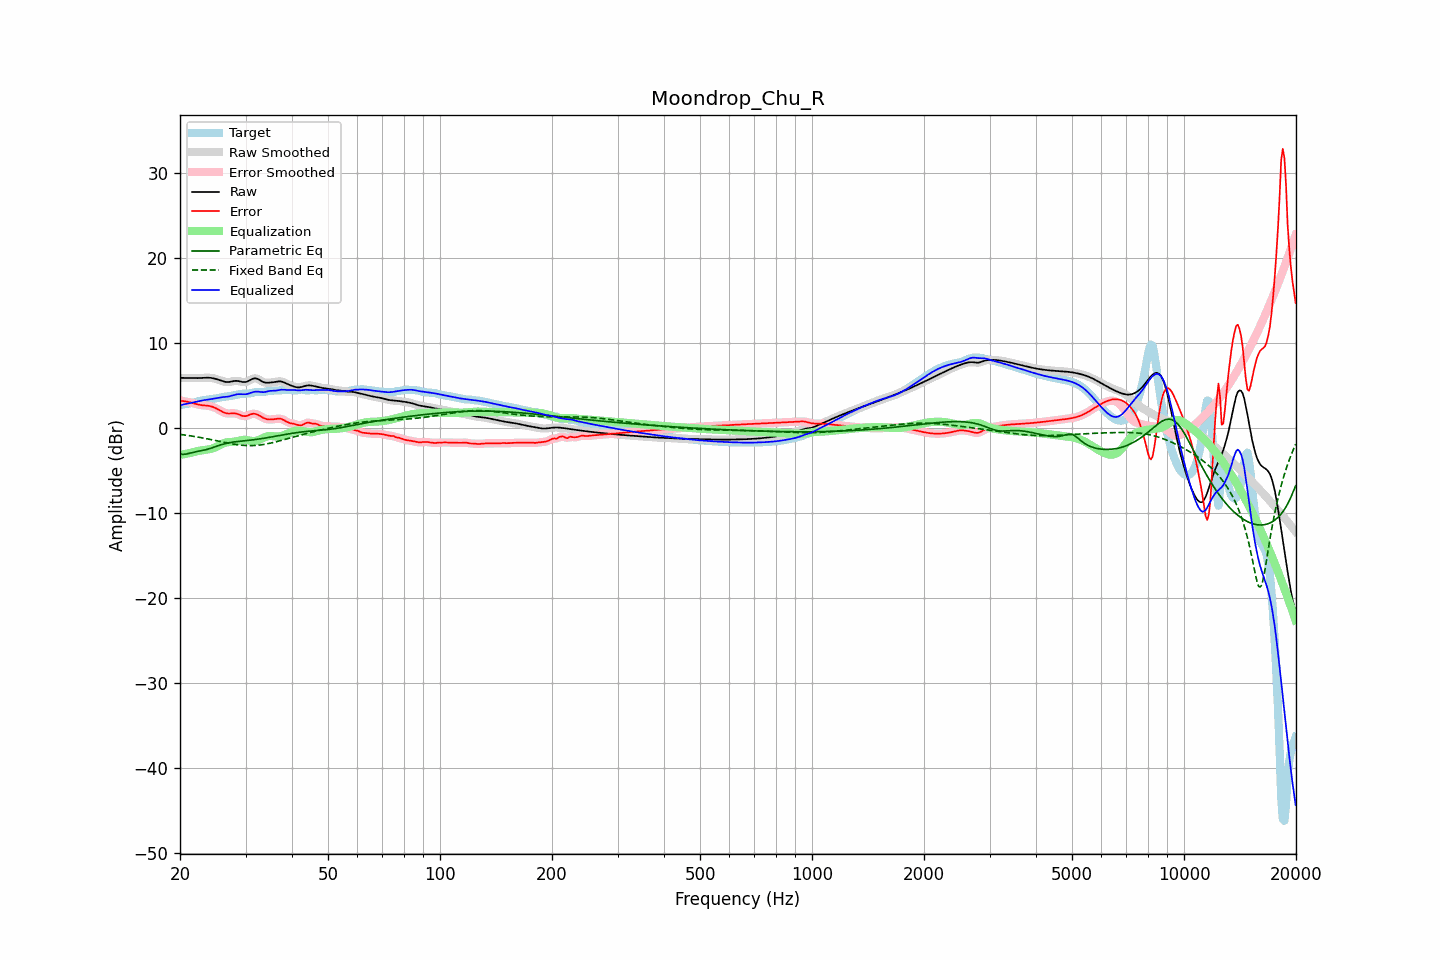 Moondrop_Chu_R
Target
Raw Smoothed
Error Smoothed
Raw
Error
Equalization
Parametric Eq
Fixed Band Eq
Equalized
Amplitude (dBr)
30
20
10
0
−10
−20
−30
−40
−50
20 50 100 200 500 1000 2000 5000 10000 20000
Frequency (Hz)